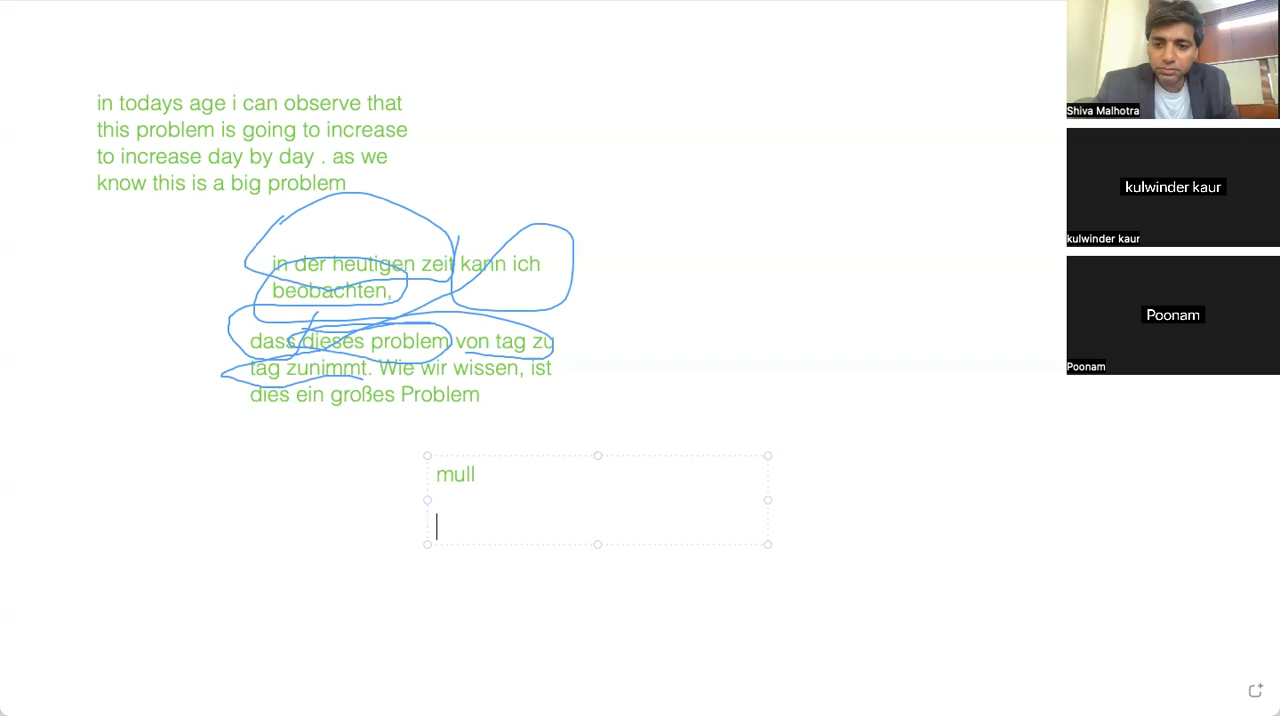 in todays age i can observe that
this problem is going to increase
to increase day by day . as we
know this is a big problem
in der heutigen zeit kann ich
beobachten,
dass dieses problem von tag zu
tag zunimmt. Wie wir wissen, ist
dies ein großes Problem
mull
Shiva Malhotra
kulwinder kaur
kulwinder kaur
Poonam
Poonam